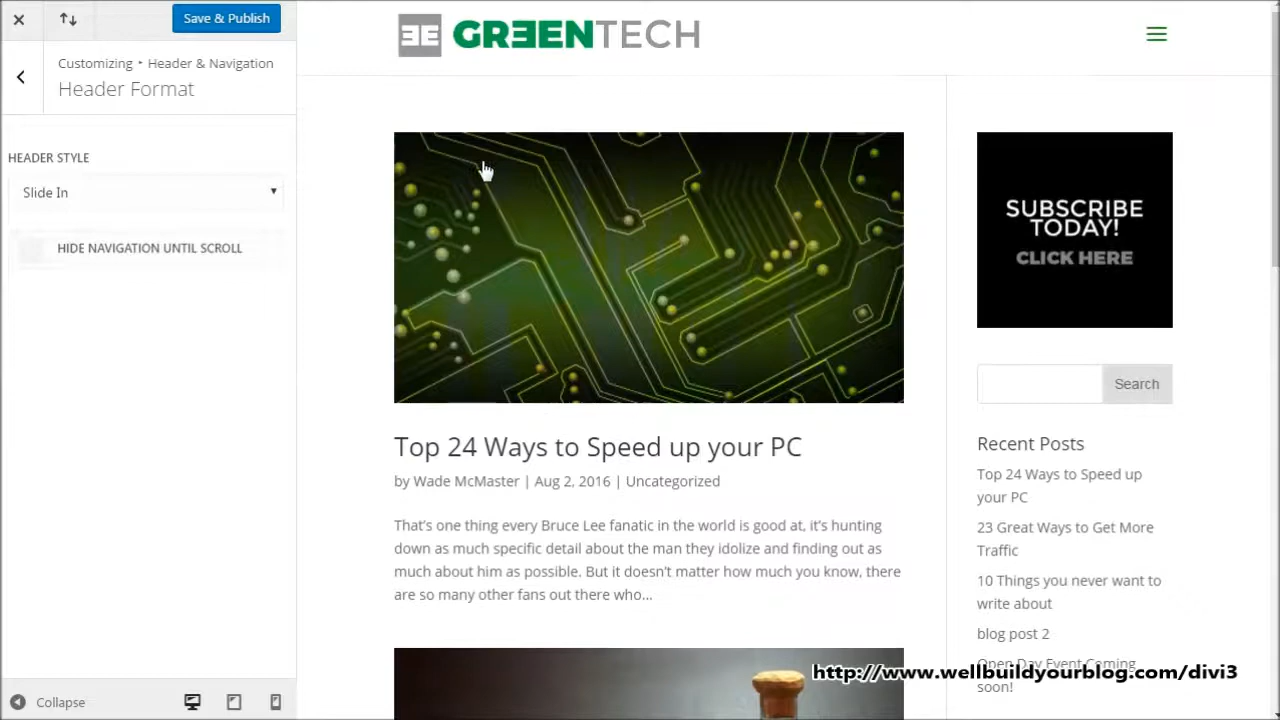 Save & Publish
Customizing • Header & Navigation
Header Format
HEADER STYLE
Slide In
HIDE NAVIGATION UNTIL SCROLL
Collapse
GREENTECH
Top 24 Ways to Speed up your PC
by Wade McMaster | Aug 2, 2016 | Uncategorized
That's one thing every Bruce Lee fanatic in the world is good at, it's hunting
down as much specific detail about the man they idolize and finding out as
much about him as possible. But it doesn't matter how much you know, there
are so many other fans out there who...
SUBSCRIBE
TODAY!
CLICK HERE
Search
Recent Posts
Top 24 Ways to Speed up
your PC
23 Great Ways to Get More
Traffic
10 Things you never want to
write about
blog post 2
Open Day Event Coming
soon!
http://www.wellbuildyourblog.com/divi3